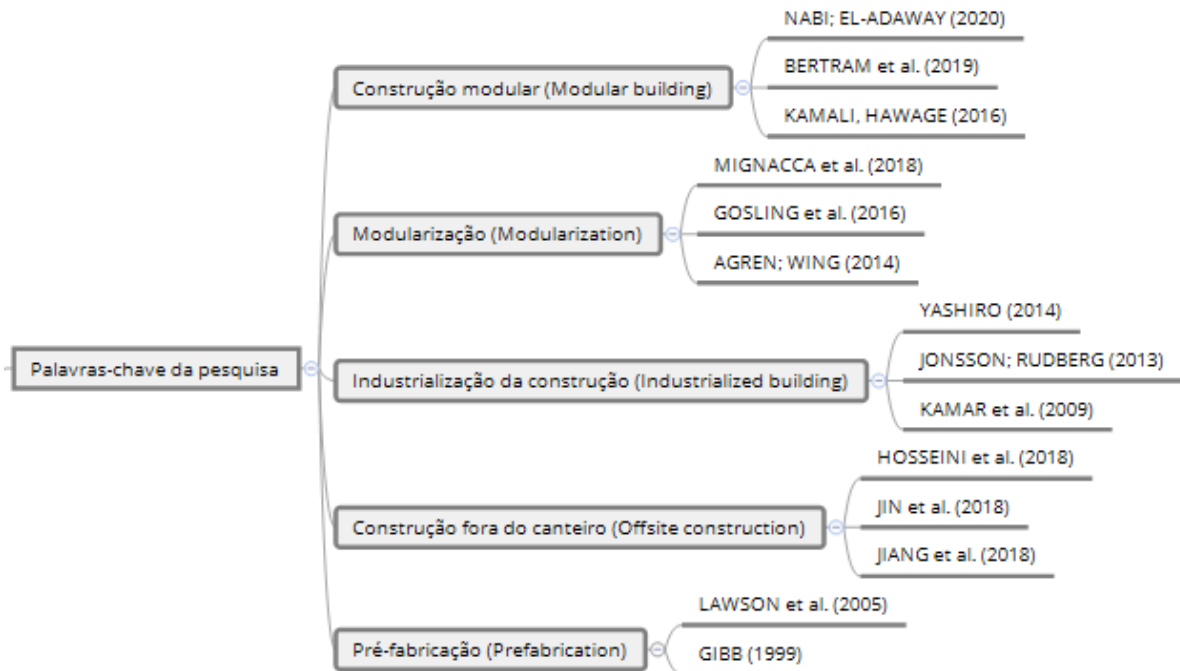 Palavras-chave da pesquisa
Construção modular (Modular building)
NABI; EL-ADAWAY (2020)
BERTRAM et al. (2019)
KAMALI, HAWAGE (2016)
Modularização (Modularization)
MIGNACCA et al. (2018)
GOSLING et al. (2016)
AGREN; WING (2014)
Industrialização da construção (Industrialized building)
YASHIRO (2014)
JONSSON; RUDBERG (2013)
KAMAR et al. (2009)
Construção fora do canteiro (Offsite construction)
HOSSEINI et al. (2018)
JIN et al. (2018)
JIANG et al. (2018)
Pré-fabricação (Prefabrication)
LAWSON et al. (2005)
GIBB (1999)